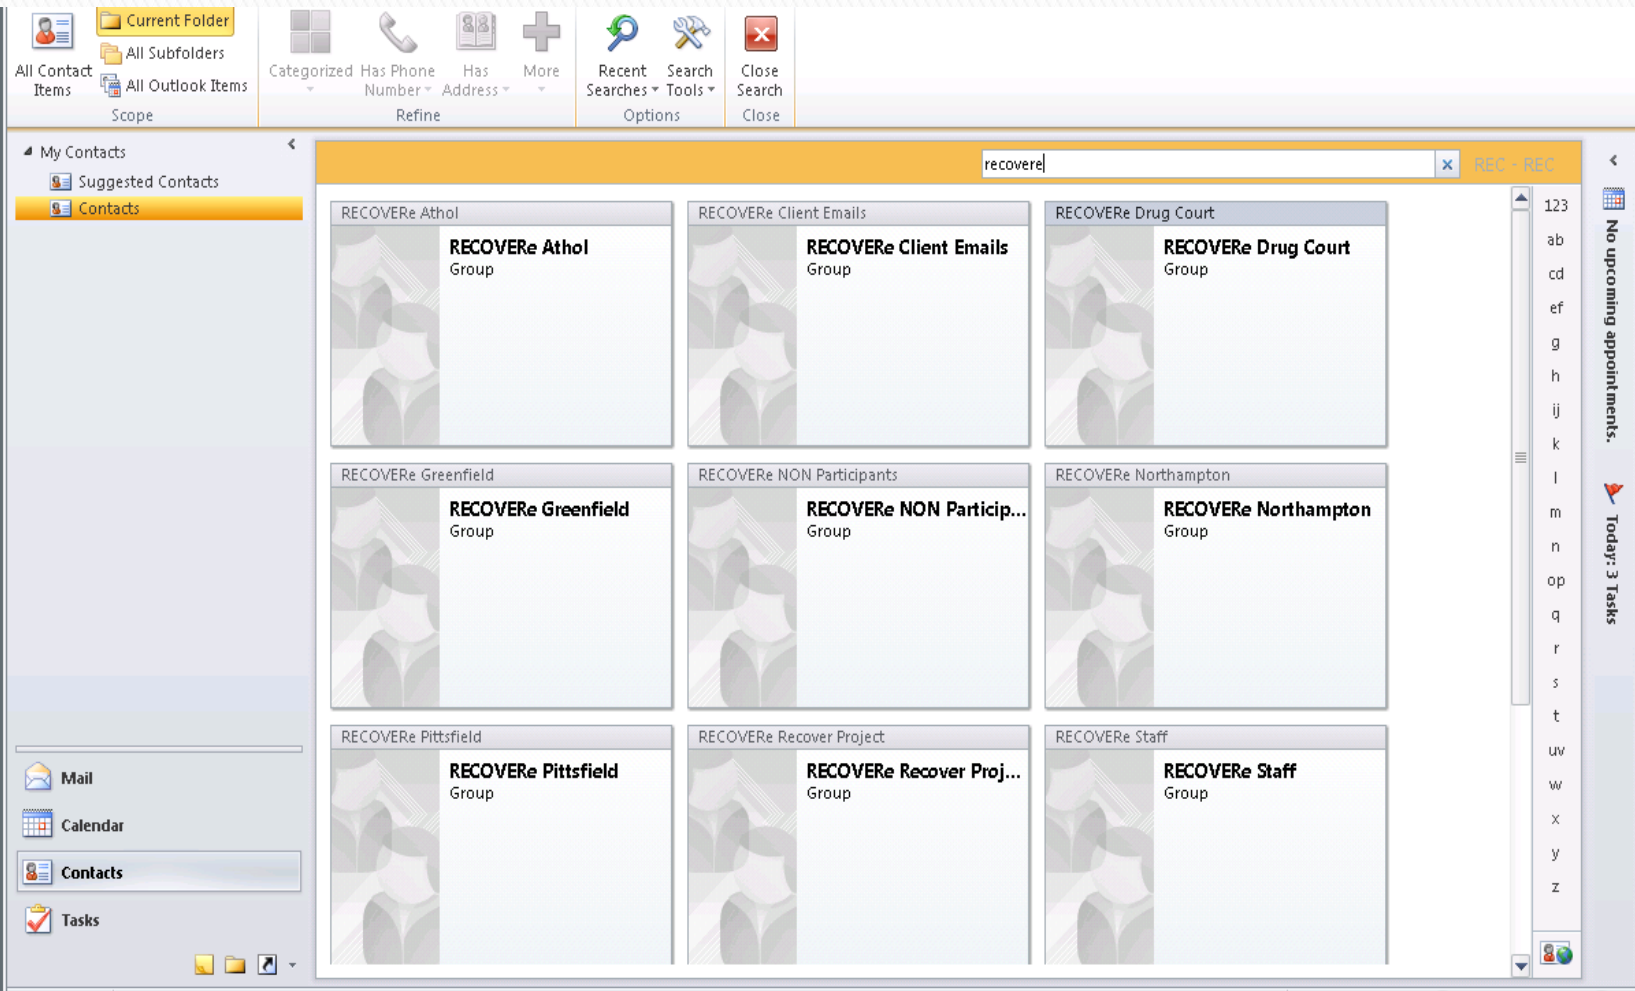 Current Folder
All Subfolders
All Outlook Items
All Contact
Items
Scope
Categorized
Has Phone
Number
Has
Address
More
Refine
Recent
Searches
Search
Tools
Options
Close
Search
Close
My Contacts
Suggested Contacts
Contacts
Mail
Calendar
Contacts
Tasks
recovere
REC - REC
RECOVERe Athol
RECOVERe Athol
Group
RECOVERe Client Emails
RECOVERe Client Emails
Group
RECOVERe Drug Court
RECOVERe Drug Court
Group
RECOVERe Greenfield
RECOVERe Greenfield
Group
RECOVERe NON Participants
RECOVERe NON Particip...
Group
RECOVERe Northampton
RECOVERe Northampton
Group
RECOVERe Pittsfield
RECOVERe Pittsfield
Group
RECOVERe Recover Project
RECOVERe Recover Proj...
Group
RECOVERe Staff
RECOVERe Staff
Group
123
ab
cd
ef
g
h
ij
k
l
m
n
op
q
r
s
t
uv
w
x
y
z
No upcoming appointments.
Today: 3 Tasks